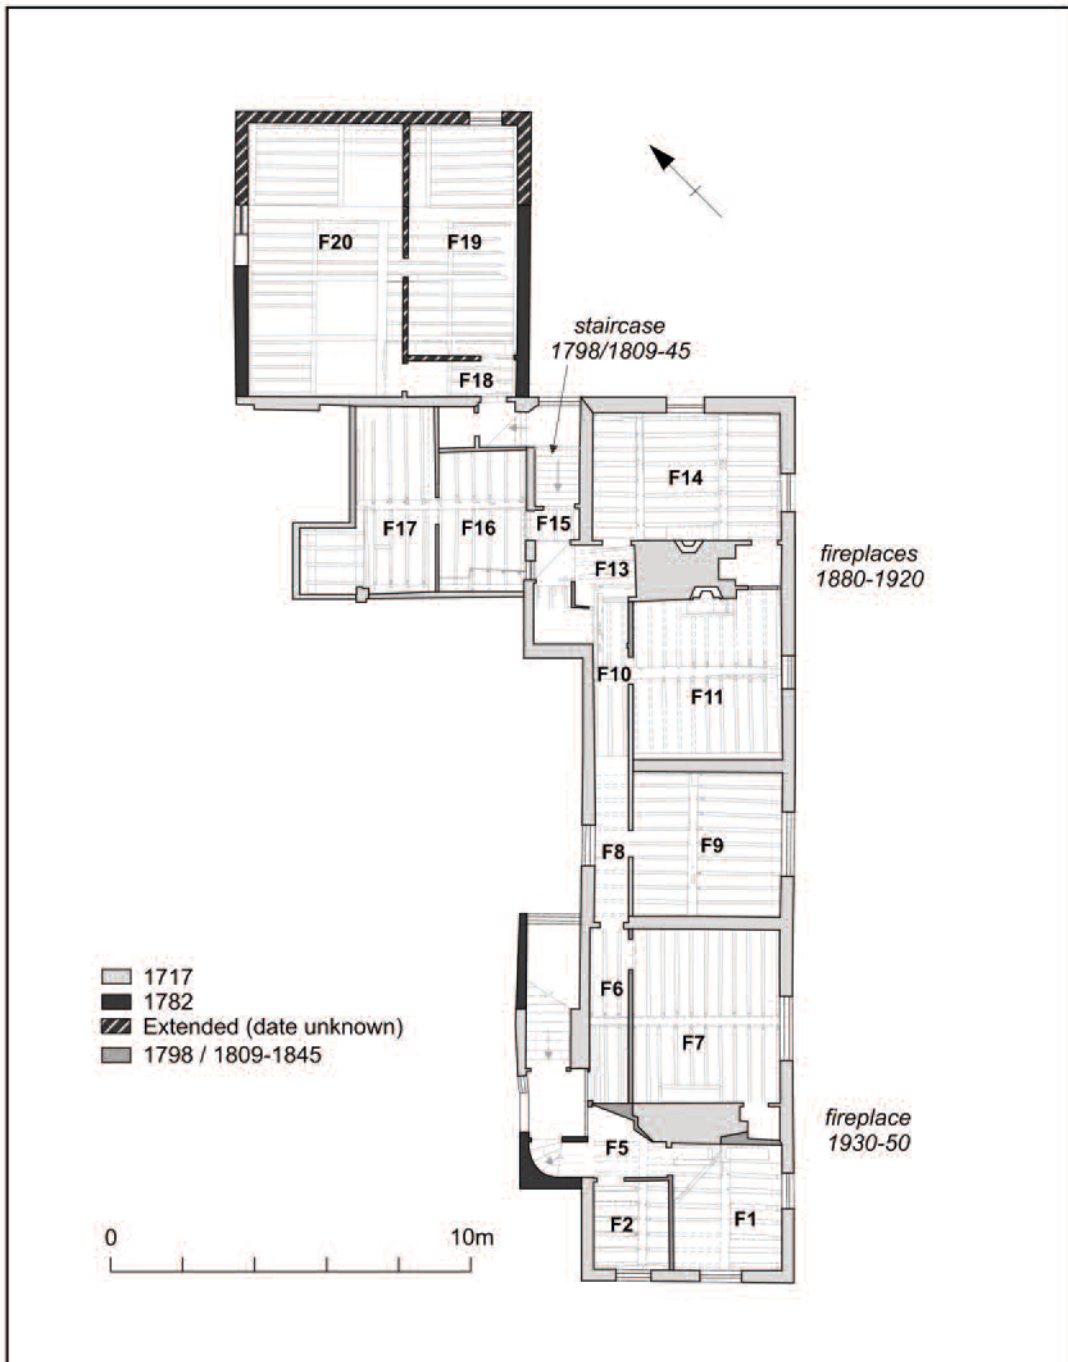 F20
F19
staircase
1798/1809-45
F18
F14
F17
F16
F15
F13
fireplaces
1880-1920
F10
F11
F8
F9
1717
1782
Extended (date unknown)
1798 / 1809-1845
F6
F7
fireplace
1930-50
F5
F2
F1
0
10m